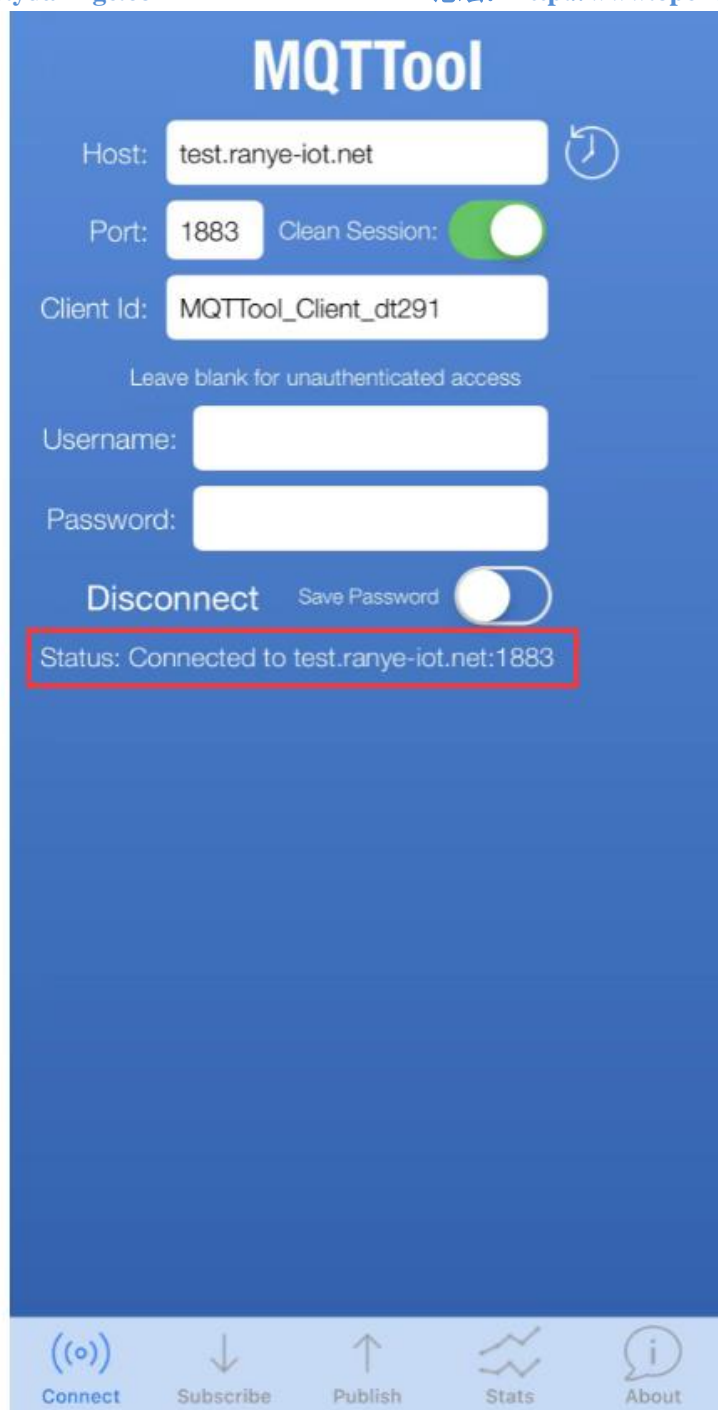 MQTTool
Host: test.ranye-iot.net
Port: 1883 Clean Session:
Client Id: MQTTool_Client_dt291
Leave blank for unauthenticated access
Username:
Password:
Disconnect Save Password
Status: Connected to test.ranye-iot.net:1883
Connect Subscribe Publish Stats About